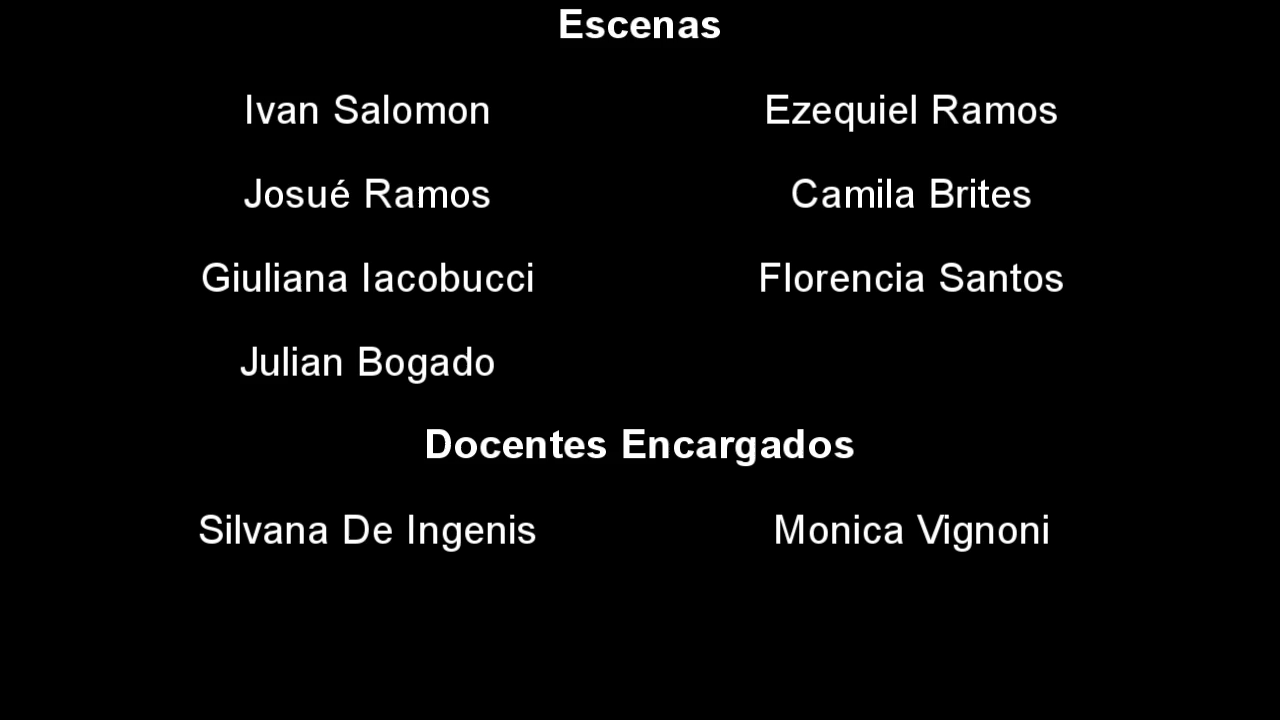 Escenas
Ivan Salomon Ezequiel Ramos
Josué Ramos Camila Brites
Giuliana Iacobucci Florencia Santos
Julian Bogado
Docentes Encargados
Silvana De Ingenis Monica Vignoni